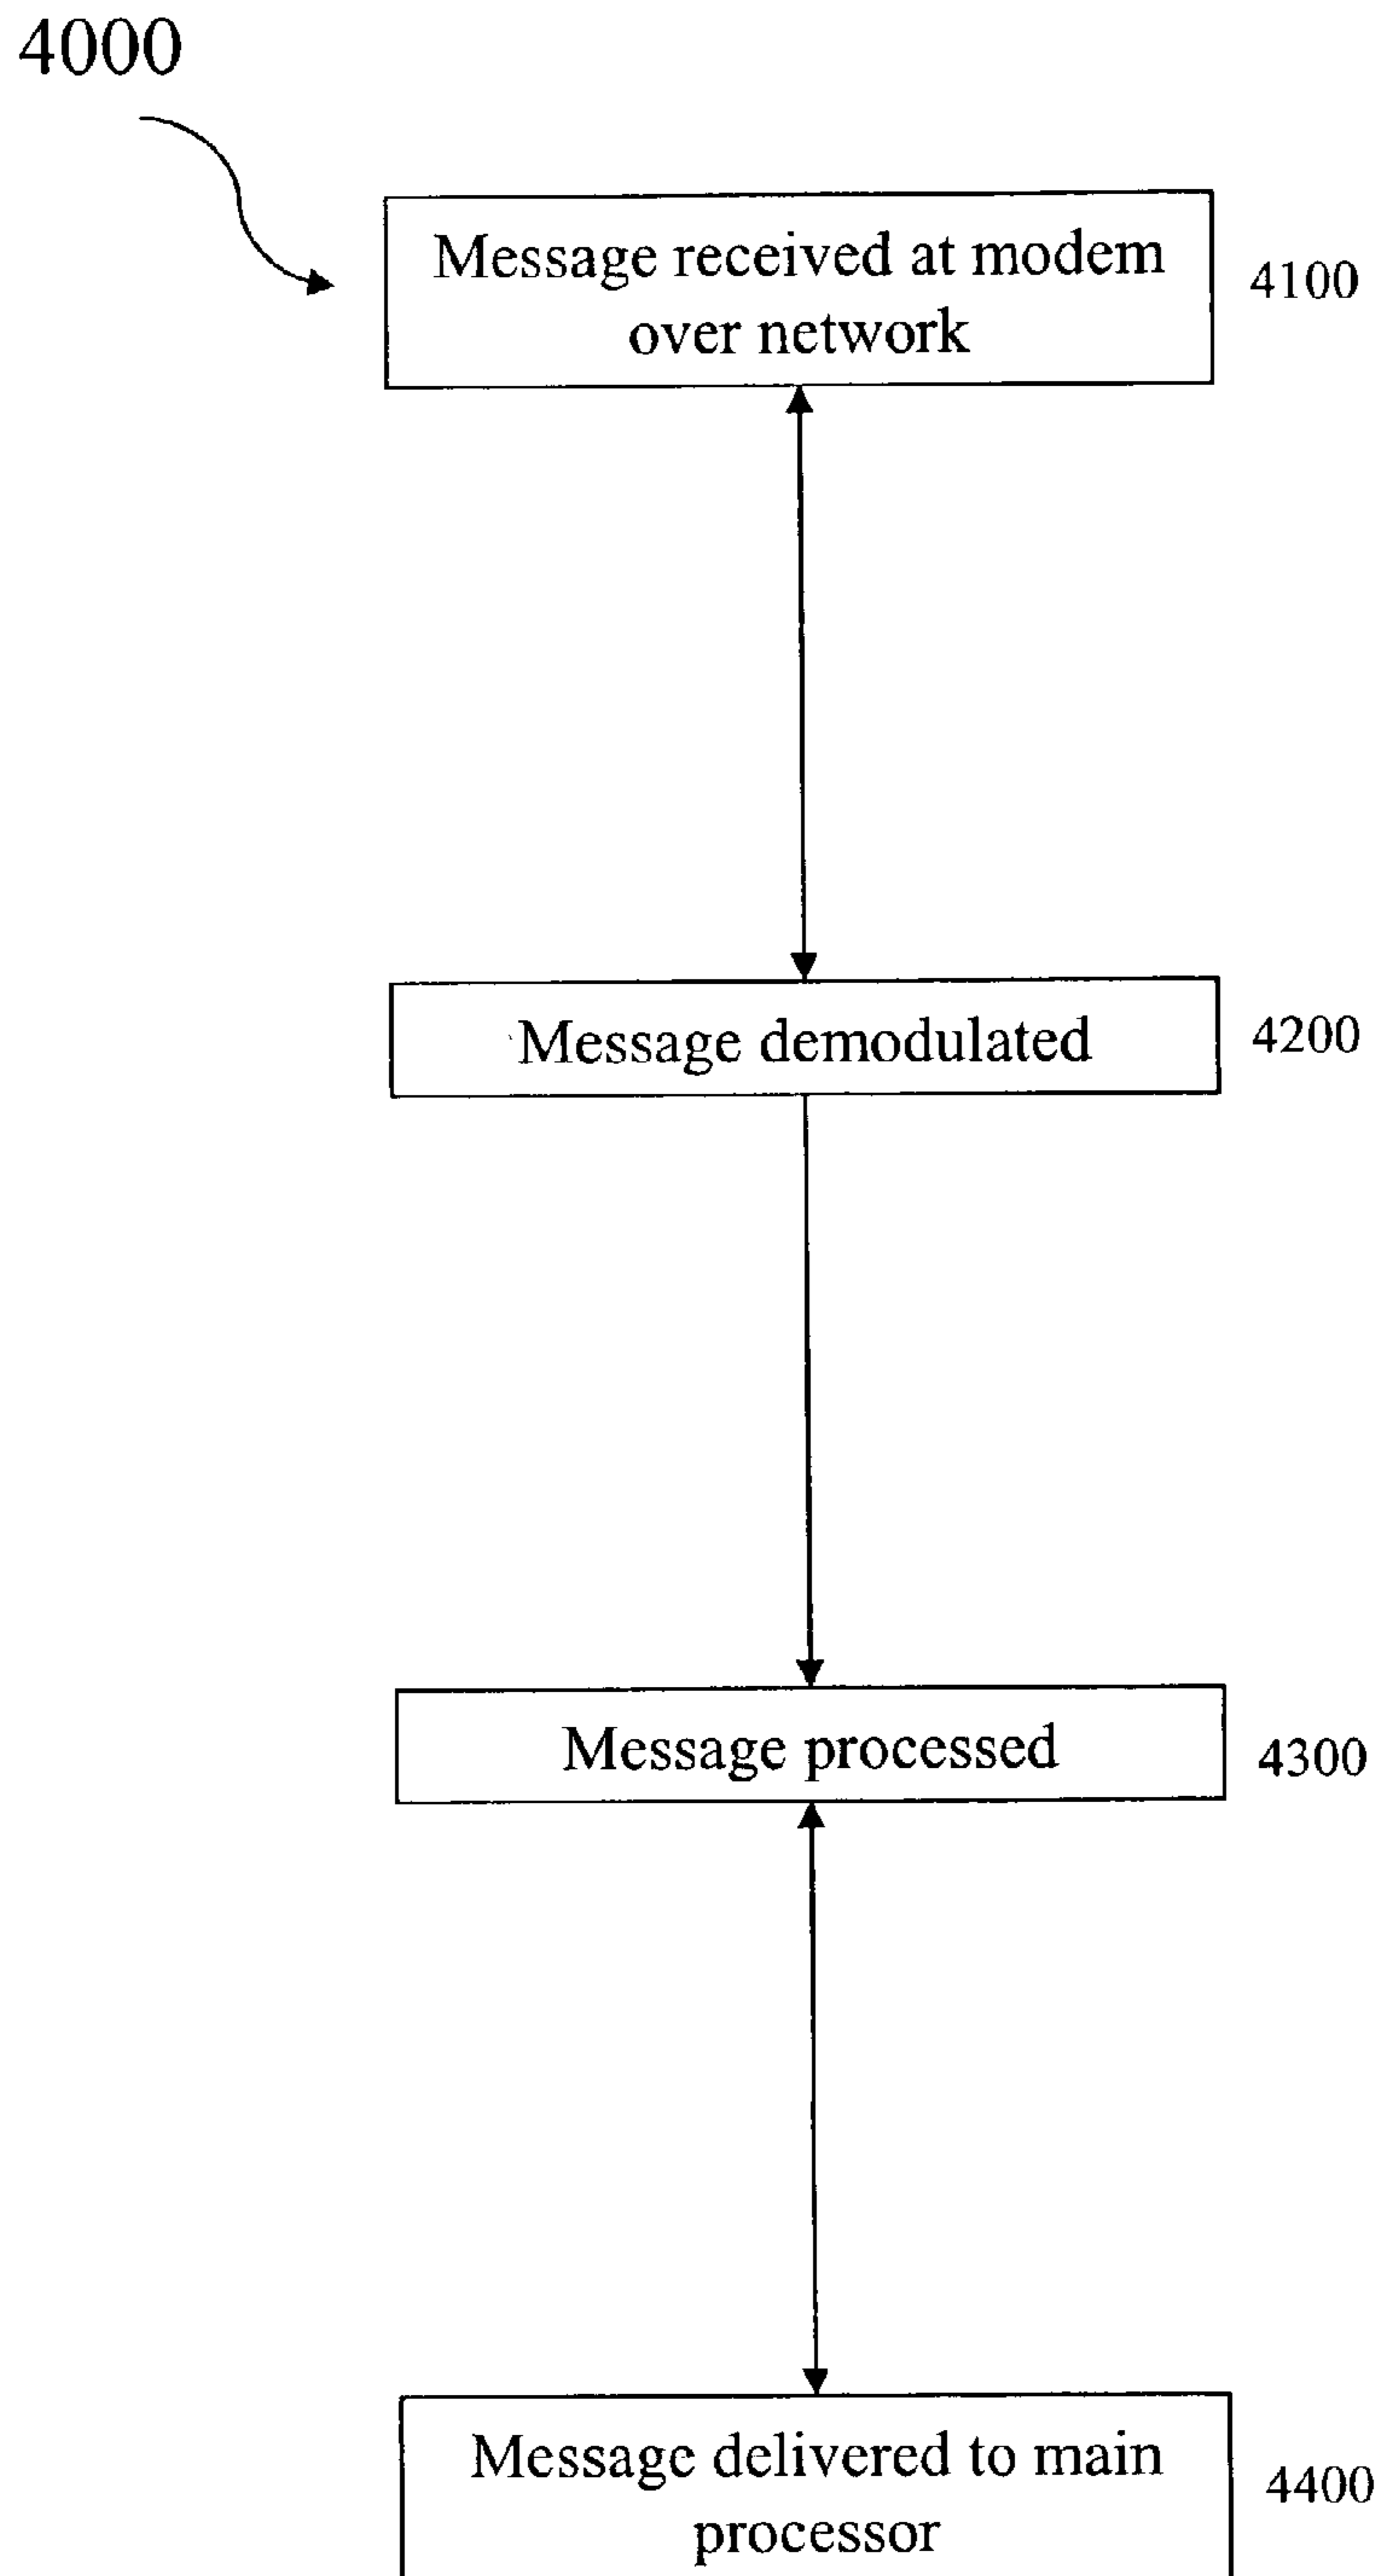 4000
Message received at modem
over network
4100
Message demodulated
4200
Message processed
4300
Message delivered to main
processor
4400